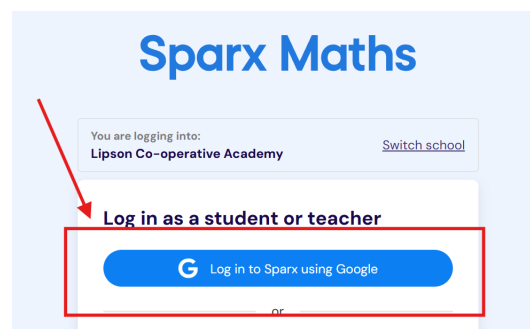 Sparx Maths
You are logging into:
Lipson Co-operative Academy
Switch school
Log in as a student or teacher
G Log in to Sparx using Google
or